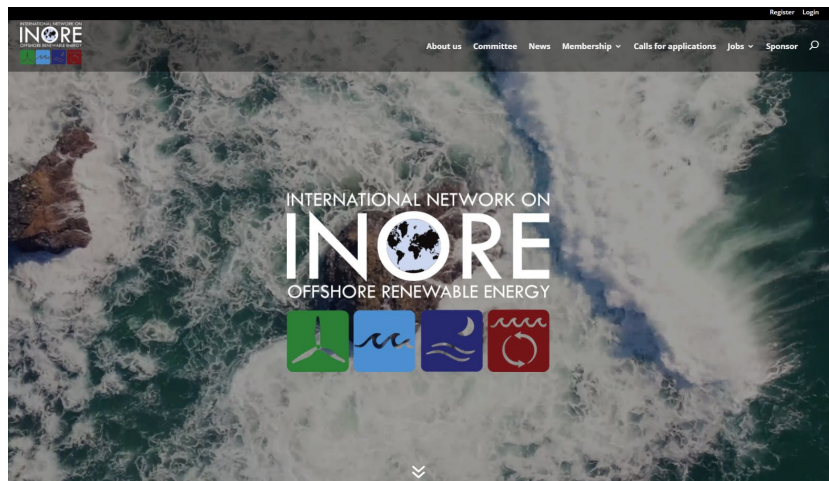 Register Login
INTERNATIONAL NETWORK ON
INORE
OFFSHORE RENEWABLE ENERGY
About us Committee News Membership Calls for applications Jobs Sponsor
INTERNATIONAL NETWORK ON
INORE
OFFSHORE RENEWABLE ENERGY